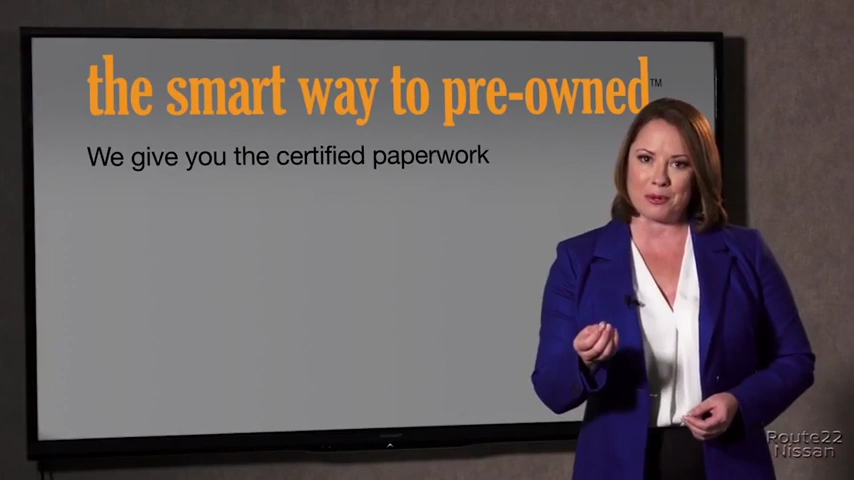 the smart way to pre-owned™
We give you the certified paperwork
Route22
Nissan